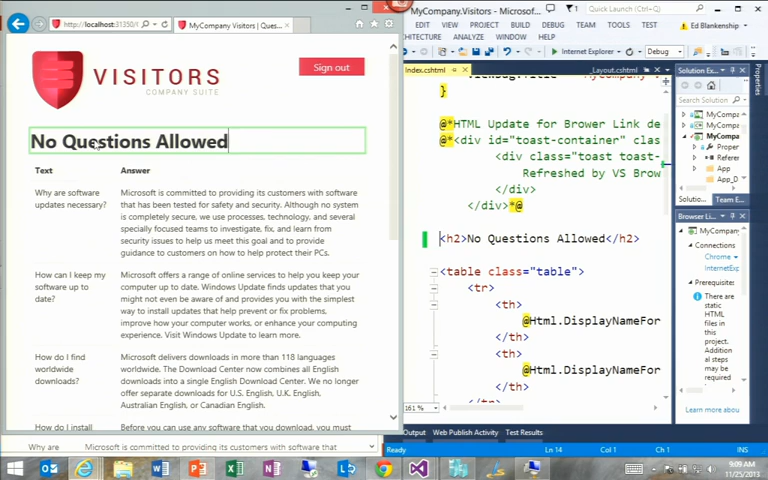 http://localhost:31350/
MyCompany Visitors | Ques...
VISITORS
COMPANY SUITE
Sign out
No Questions Allowed
Text Answer
Why are software
updates necessary?
Microsoft is committed to providing its customers with software
that has been tested for safety and security. Although no system
is completely secure, we use processes, technology, and several
specially focused teams to investigate, fix, and learn from
security issues to help us meet this goal and to provide
guidance to customers on how to help protect their PCs.
How can I keep my
software up to
date?
Microsoft offers a range of online services to help you keep your
computer up to date. Windows Update finds updates that you
might not even be aware of and provides you with the simplest
way to install updates that help prevent or fix problems,
improve how your computer works, or enhance your computing
experience. Visit Windows Update to learn more.
How do I find
worldwide
downloads?
Microsoft delivers downloads in more than 118 languages
worldwide. The Download Center now combines all English
downloads into a single English Download Center. We no longer
offer separate downloads for U.S. English, U.K. English,
Australian English, or Canadian English.
How do I install
Before you can use any software that you download, you must
Why are
Microsoft is committed to providing its customers with software that
MyCompany.Visitors - Microsof...
1
Quick Launch (Ctrl+Q)
EDIT VIEW PROJECT BUILD DEBUG TEAM SQL TOOLS TEST
Ed Blankenship
ARCHITECTURE ANALYZE WINDOW HELP
Internet Explorer
Debug
Index.cshtml
_Layout.cshtml
}
@*HTML Update for Brower Link de
@*<div id="toast-container" clas
<div class="toast toast-
Refreshed by VS Brow
</div>
</div>*@
<h2>No Questions Allowed</h2>
<table class="table">
<tr>
<th>
@Html.DisplayNameFor
</th>
<th>
@Html.DisplayNameFor
</th>
161 %
Solution Ex...
Search Solution
MyCompa
MyComp
MyCom
Proper
Referer
App
App_D
Solutio...
Team E...
Browser Li...
MyCompany
Connections
Chrome
InternetExp
Prerequisite:
There are
static
HTML
files in
this
project.
Additional
steps may
be
required
Learn more about
Output Web Publish Activity Test Results
Ready
Ln 14
Col 1
Ch 1
INS
9:09 AM
11/25/2013